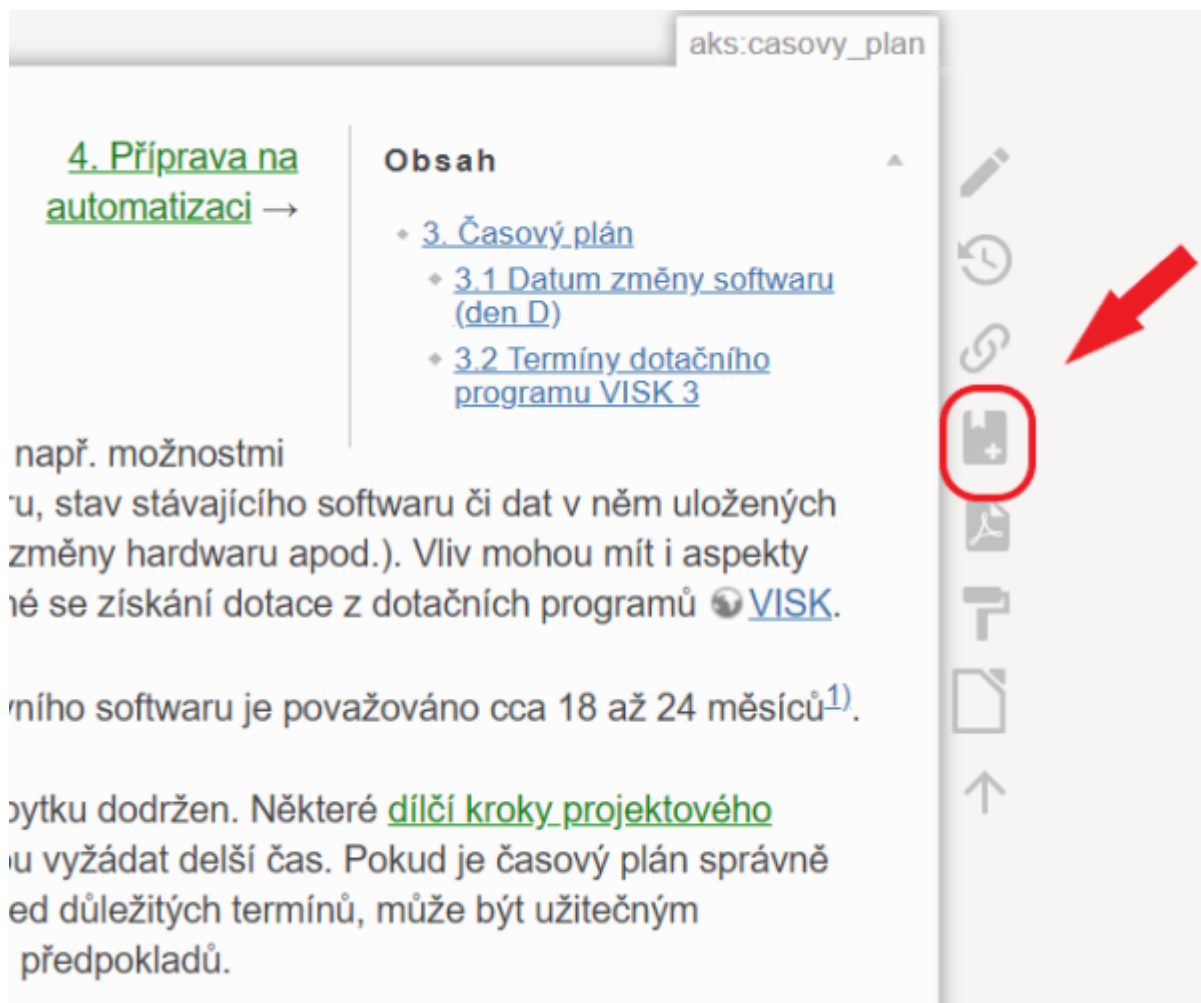 aks:casovy_plan
4. Příprava na
automatizaci →
Obsah
3. Časový plán
3.1 Datum změny softwaru
(den D)
3.2 Termíny dotačního
programu VISK 3
např. možnostmi
ru, stav stávajícího softwaru či dat v něm uložených
změny hardwaru apod.). Vliv mohou mít i aspekty
né se získání dotace z dotačních programů VISK.
ního softwaru je považováno cca 18 až 24 měsíců1).
bytku dodržen. Některé dílčí kroky projektového
ou vyžádat delší čas. Pokud je časový plán správně
ed důležitých termínů, může být užitečným
předpokladů.